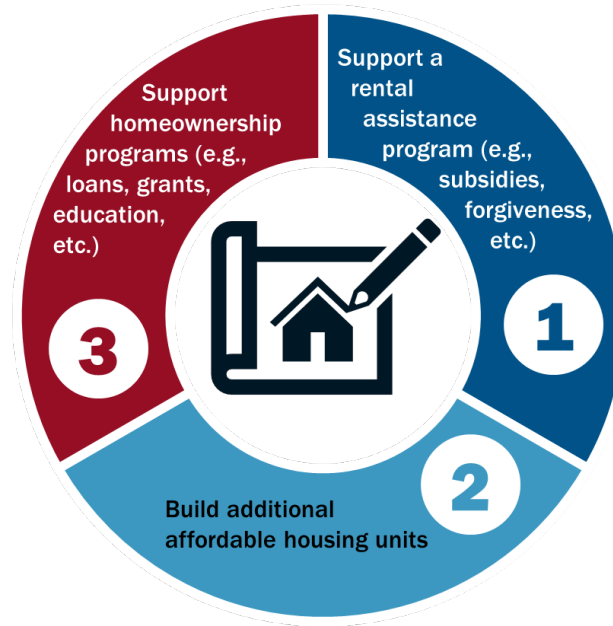 Support a
rental
assistance
program (e.g.,
subsidies,
forgiveness,
etc.)
1
Build additional
affordable housing units
2
Support
homeownership
programs (e.g.,
loans, grants,
education,
etc.)
3